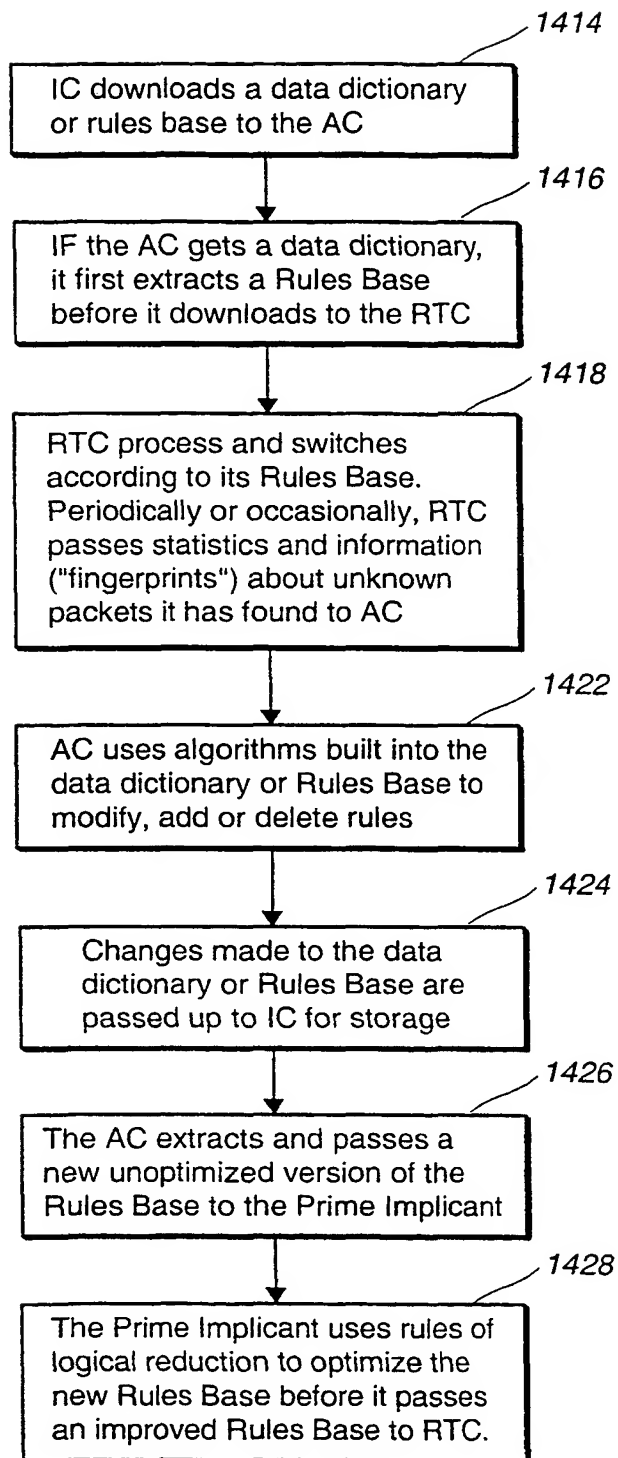 1414
IC downloads a data dictionary
or rules base to the AC
1416
IF the AC gets a data dictionary,
it first extracts a Rules Base
before it downloads to the RTC
1418
RTC process and switches
according to its Rules Base.
Periodically or occasionally, RTC
passes statistics and information
("fingerprints") about unknown
packets it has found to AC
1422
AC uses algorithms built into the
data dictionary or Rules Base to
modify, add or delete rules
1424
Changes made to the data
dictionary or Rules Base are
passed up to IC for storage
1426
The AC extracts and passes a
new unoptimized version of the
Rules Base to the Prime Implicant
1428
The Prime Implicant uses rules of
logical reduction to optimize the
new Rules Base before it passes
an improved Rules Base to RTC.